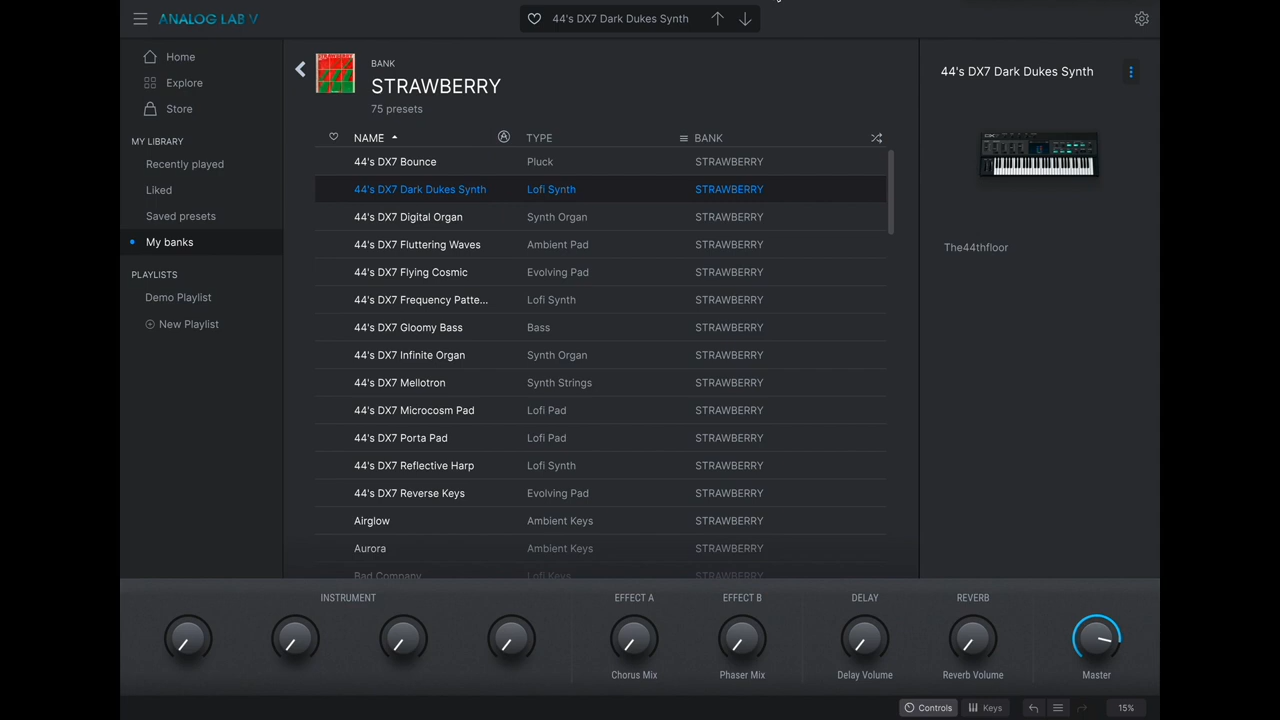 ANALOG LAB V
44's DX7 Dark Dukes Synth
Home
Explore
Store
MY LIBRARY
Recently played
Liked
Saved presets
My banks
PLAYLISTS
Demo Playlist
New Playlist
BANK
STRAWBERRY
75 presets
NAME TYPE BANK
44's DX7 Bounce Pluck STRAWBERRY
44's DX7 Dark Dukes Synth Lofi Synth STRAWBERRY
44's DX7 Digital Organ Synth Organ STRAWBERRY
44's DX7 Fluttering Waves Ambient Pad STRAWBERRY
44's DX7 Flying Cosmic Evolving Pad STRAWBERRY
44's DX7 Frequency Patte... Lofi Synth STRAWBERRY
44's DX7 Gloomy Bass Bass STRAWBERRY
44's DX7 Infinite Organ Synth Organ STRAWBERRY
44's DX7 Mellotron Synth Strings STRAWBERRY
44's DX7 Microcosm Pad Lofi Pad STRAWBERRY
44's DX7 Porta Pad Lofi Pad STRAWBERRY
44's DX7 Reflective Harp Lofi Synth STRAWBERRY
44's DX7 Reverse Keys Evolving Pad STRAWBERRY
Airglow Ambient Keys STRAWBERRY
Aurora Ambient Keys STRAWBERRY
Bad Company Lofi Keys STRAWBERRY
44's DX7 Dark Dukes Synth
The44thfloor
INSTRUMENT EFFECT A EFFECT B DELAY REVERB
Chorus Mix Phaser Mix Delay Volume Reverb Volume Master
Controls Keys 15%